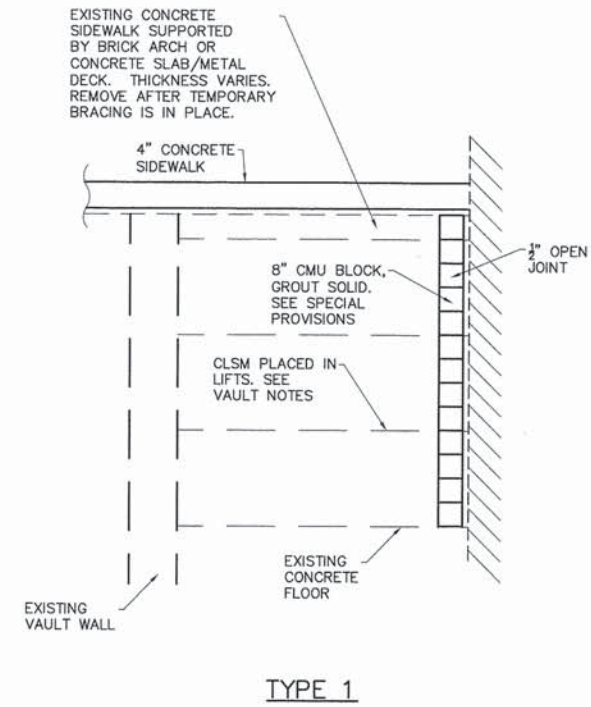 EXISTING CONCRETE
SIDEWALK SUPPORTED
BY BRICK ARCH OR
CONCRETE SLAB/METAL
DECK. THICKNESS VARIES.
REMOVE AFTER TEMPORARY
BRACING IS IN PLACE.
4" CONCRETE
SIDEWALK
½" OPEN
JOINT
8" CMU BLOCK,
GROUT SOLID.
SEE SPECIAL
PROVISIONS
CLSM PLACED IN
LIFTS. SEE
VAULT NOTES
EXISTING
CONCRETE
FLOOR
EXISTING
VAULT WALL
TYPE 1